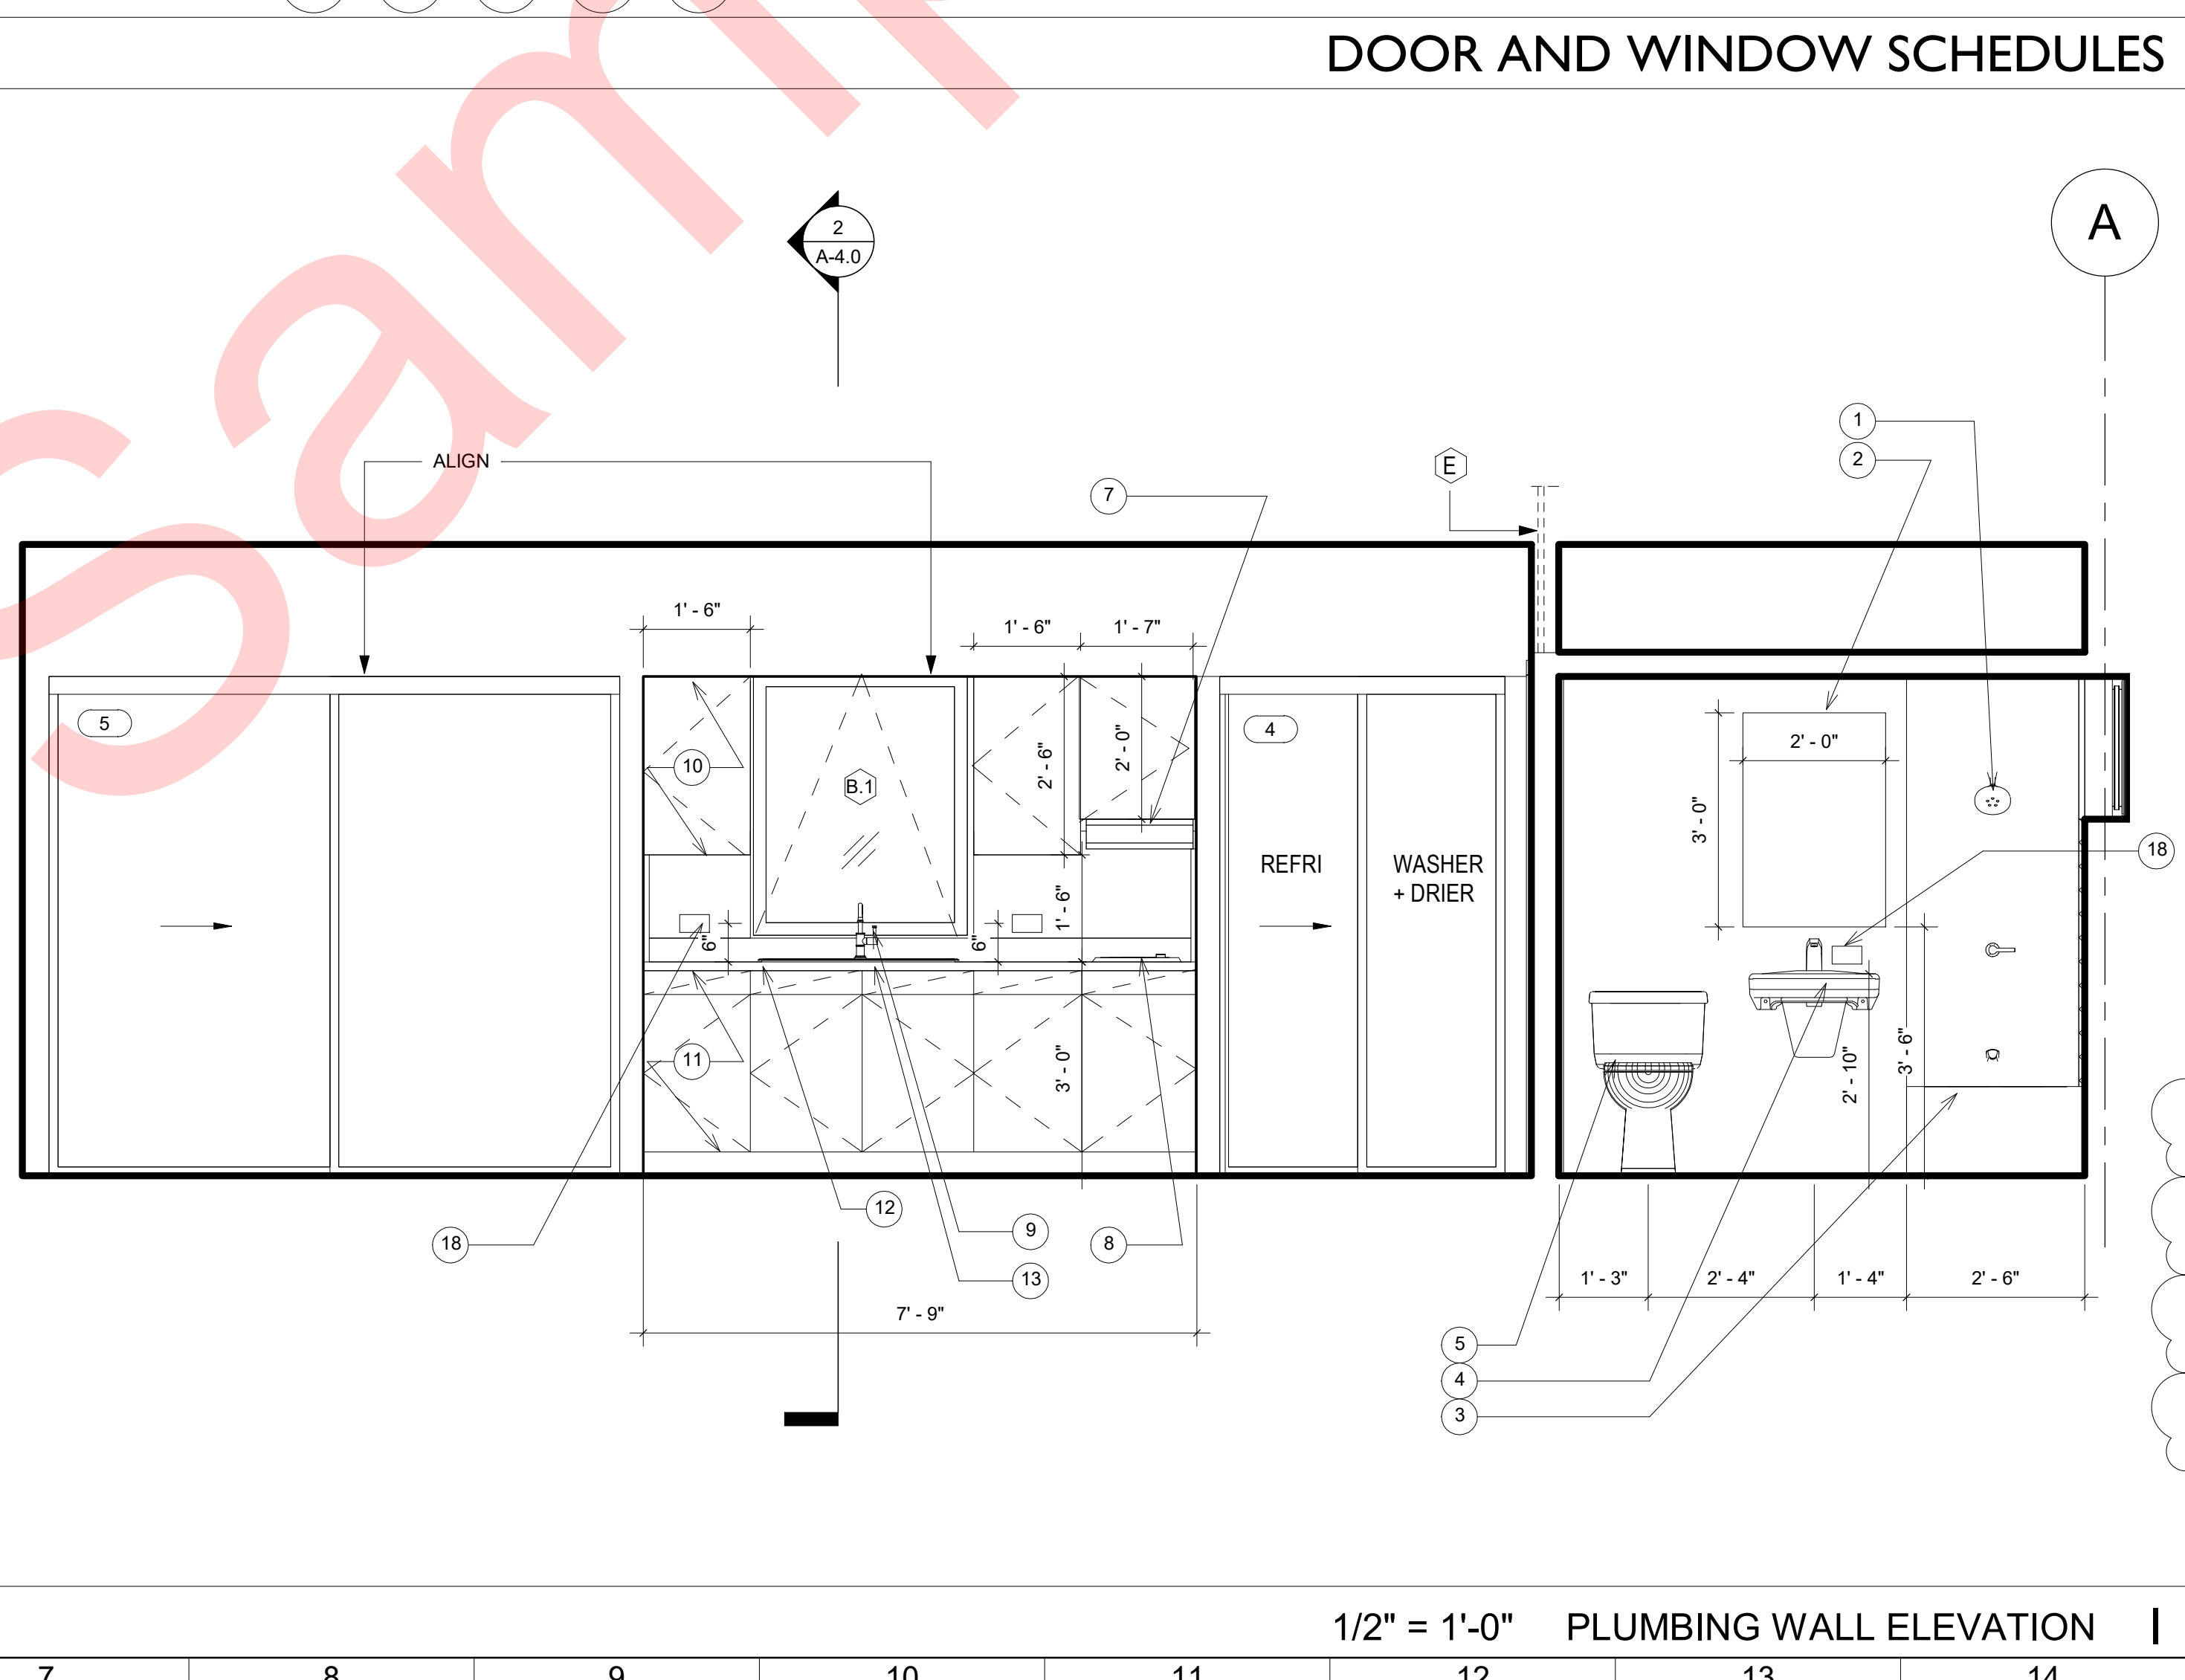 DOOR AND WINDOW SCHEDULES
Sam
2
A-4.0
A
1
2
ALIGN
E
7
1' - 6"
1' - 6"
1' - 7"
5
10
B.1
2' - 6"
2' - 0"
4
2' - 0"
3' - 0"
REFRI
WASHER
+ DRIER
18
6"
6"
1' - 6"
11
3' - 0"
2' - 10"
3' - 6"
12
18
9
8
13
1' - 3"
2' - 4"
1' - 4"
2' - 6"
7' - 9"
5
4
3
1/2" = 1'-0"
PLUMBING WALL ELEVATION
1
7
8
9
10
11
12
13
14